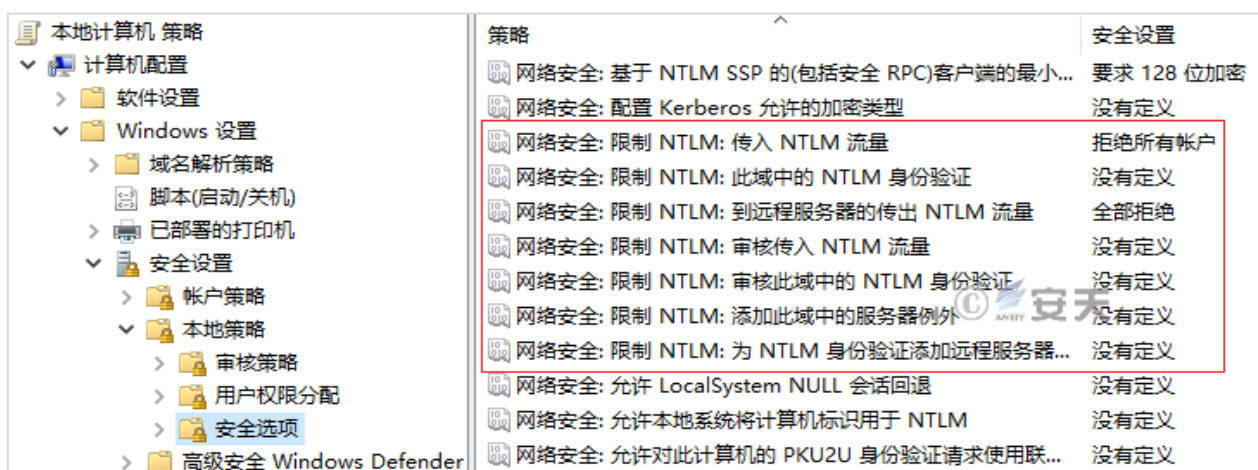 本地计算机 策略
计算机配置
软件设置
Windows 设置
域名解析策略
脚本(启动/关机)
已部署的打印机
安全设置
帐户策略
本地策略
审核策略
用户权限分配
安全选项
高级安全 Windows Defender
策略 安全设置
网络安全: 基于 NTLM SSP 的(包括安全 RPC)客户端的最小... 要求 128 位加密
网络安全: 配置 Kerberos 允许的加密类型 没有定义
网络安全: 限制 NTLM: 传入 NTLM 流量 拒绝所有帐户
网络安全: 限制 NTLM: 此域中的 NTLM 身份验证 没有定义
网络安全: 限制 NTLM: 到远程服务器的传出 NTLM 流量 全部拒绝
网络安全: 限制 NTLM: 审核传入 NTLM 流量 没有定义
网络安全: 限制 NTLM: 审核此域中的 NTLM 身份验证 没有定义
网络安全: 限制 NTLM: 添加此域中的服务器例外 没有定义
网络安全: 限制 NTLM: 为 NTLM 身份验证添加远程服务器... 没有定义
网络安全: 允许 LocalSystem NULL 会话回退 没有定义
网络安全: 允许本地系统将计算机标识用于 NTLM 没有定义
网络安全: 允许对此计算机的 PKU2U 身份验证请求使用联... 没有定义
© ANTIY 安天